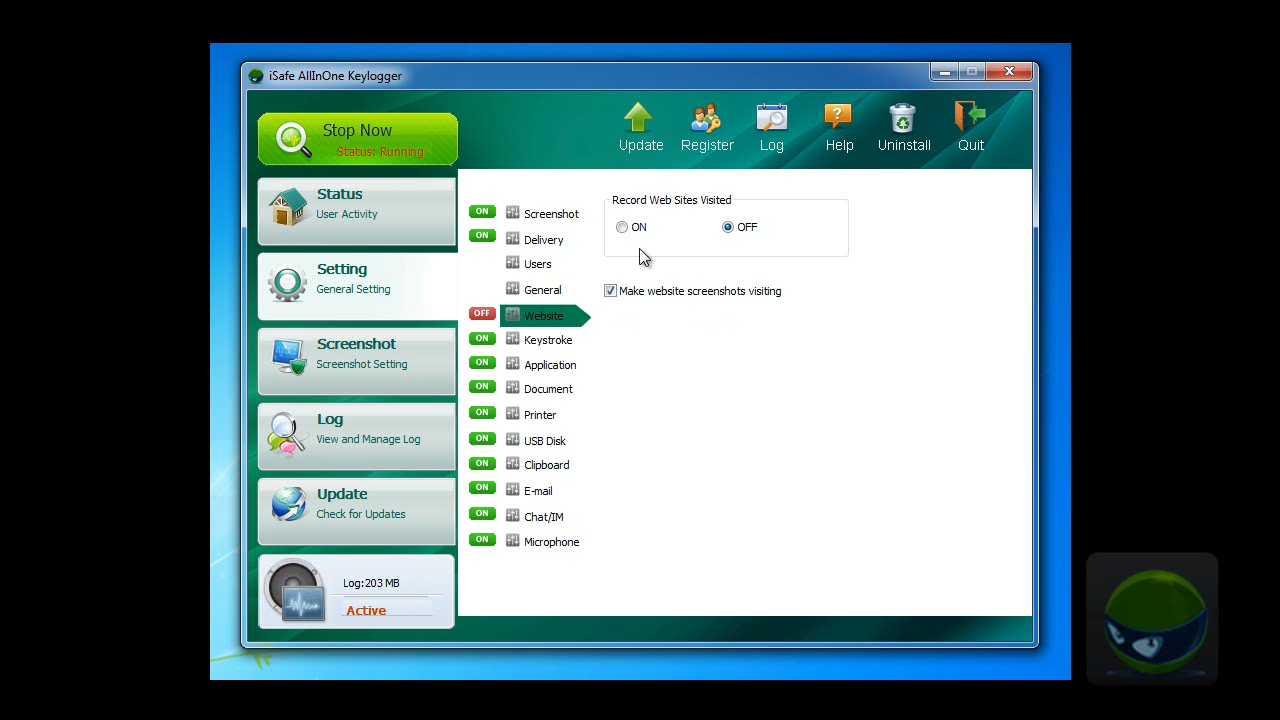 iSafe AllInOne Keylogger
Stop Now
Status: Running
Update
Register
Log
Help
Uninstall
Quit
Status
User Activity
Setting
General Setting
Screenshot
Screenshot Setting
Log
View and Manage Log
Update
Check for Updates
Log:203 MB
Active
ON Screenshot
ON Delivery
Users
General
OFF Website
ON Keystroke
ON Application
ON Document
ON Printer
ON USB Disk
ON Clipboard
ON E-mail
ON Chat/IM
ON Microphone
Record Web Sites Visited
ON OFF
Make website screenshots visiting